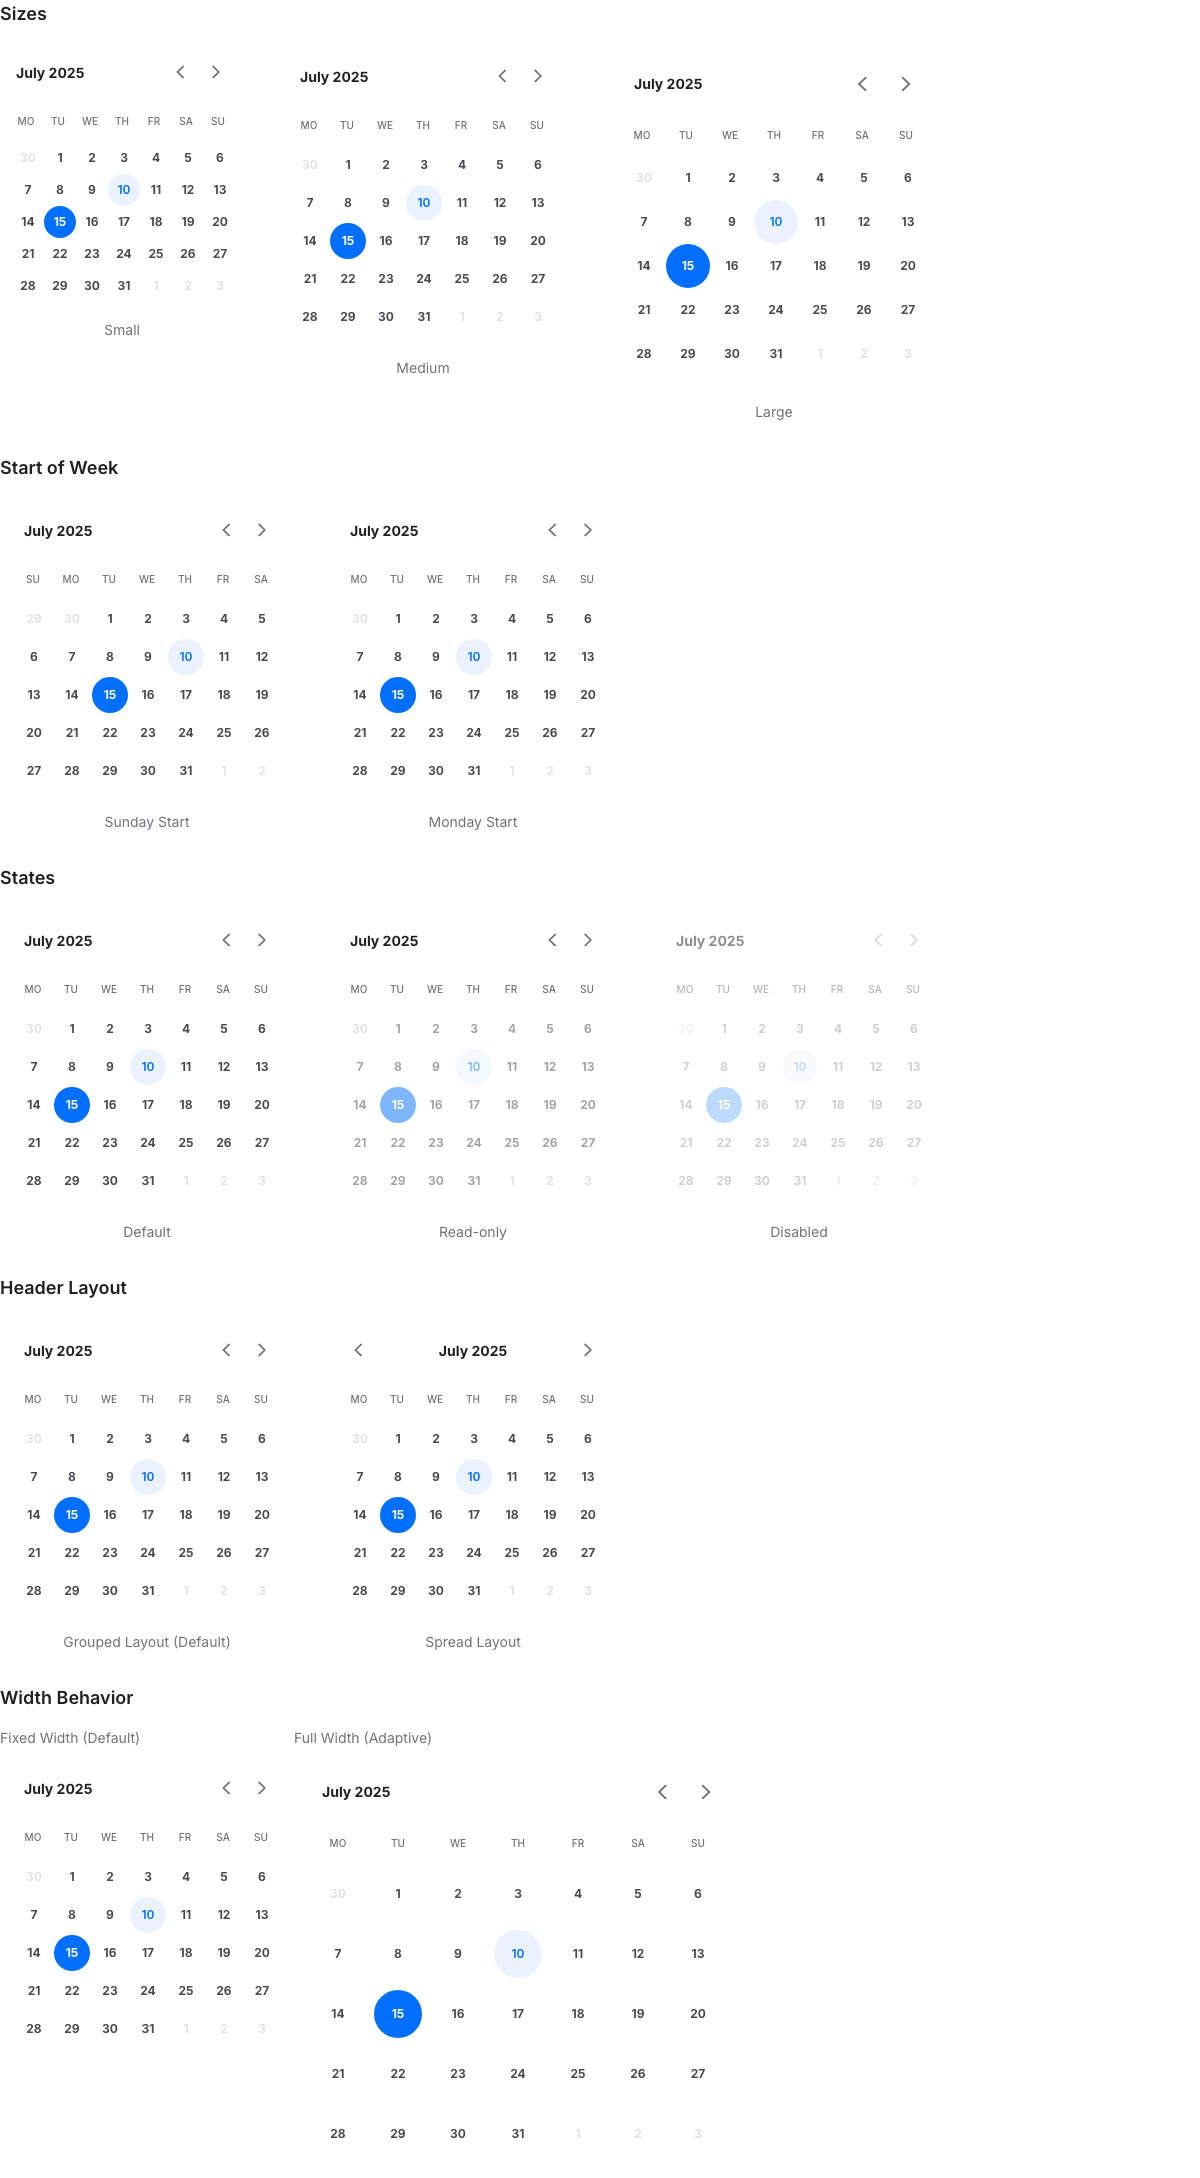 Sizes
July 2025
MO TU WE TH FR SA SU
30 1 2 3 4 5 6
7 8 9 10 11 12 13
14 15 16 17 18 19 20
21 22 23 24 25 26 27
28 29 30 31 1 2 3
Small
July 2025
MO TU WE TH FR SA SU
30 1 2 3 4 5 6
7 8 9 10 11 12 13
14 15 16 17 18 19 20
21 22 23 24 25 26 27
28 29 30 31 1 2 3
Medium
July 2025
MO TU WE TH FR SA SU
30 1 2 3 4 5 6
7 8 9 10 11 12 13
14 15 16 17 18 19 20
21 22 23 24 25 26 27
28 29 30 31 1 2 3
Large
Start of Week
July 2025
SU MO TU WE TH FR SA
29 30 1 2 3 4 5
6 7 8 9 10 11 12
13 14 15 16 17 18 19
20 21 22 23 24 25 26
27 28 29 30 31 1 2
Sunday Start
July 2025
MO TU WE TH FR SA SU
30 1 2 3 4 5 6
7 8 9 10 11 12 13
14 15 16 17 18 19 20
21 22 23 24 25 26 27
28 29 30 31 1 2 3
Monday Start
States
July 2025
MO TU WE TH FR SA SU
30 1 2 3 4 5 6
7 8 9 10 11 12 13
14 15 16 17 18 19 20
21 22 23 24 25 26 27
28 29 30 31 1 2 3
Default
July 2025
MO TU WE TH FR SA SU
30 1 2 3 4 5 6
7 8 9 10 11 12 13
14 15 16 17 18 19 20
21 22 23 24 25 26 27
28 29 30 31 1 2 3
Read-only
July 2025
MO TU WE TH FR SA SU
30 1 2 3 4 5 6
7 8 9 10 11 12 13
14 15 16 17 18 19 20
21 22 23 24 25 26 27
28 29 30 31 1 2 3
Disabled
Header Layout
July 2025
MO TU WE TH FR SA SU
30 1 2 3 4 5 6
7 8 9 10 11 12 13
14 15 16 17 18 19 20
21 22 23 24 25 26 27
28 29 30 31 1 2 3
Grouped Layout (Default)
July 2025
MO TU WE TH FR SA SU
30 1 2 3 4 5 6
7 8 9 10 11 12 13
14 15 16 17 18 19 20
21 22 23 24 25 26 27
28 29 30 31 1 2 3
Spread Layout
Width Behavior
Fixed Width (Default)
July 2025
MO TU WE TH FR SA SU
30 1 2 3 4 5 6
7 8 9 10 11 12 13
14 15 16 17 18 19 20
21 22 23 24 25 26 27
28 29 30 31 1 2 3
Full Width (Adaptive)
July 2025
MO TU WE TH FR SA SU
30 1 2 3 4 5 6
7 8 9 10 11 12 13
14 15 16 17 18 19 20
21 22 23 24 25 26 27
28 29 30 31 1 2 3